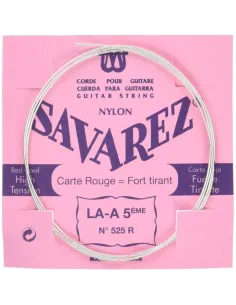 CORDE POUR GUITARE
CUERDA PARA GUITARRA
GUITAR STRING
NYLON
SAVAREZ
Carte Rouge = Fort tirant
Red Card
High
Tension
Carta Roja
Fuerte
Tirante
LA-A 5ÈME
N° 525 R